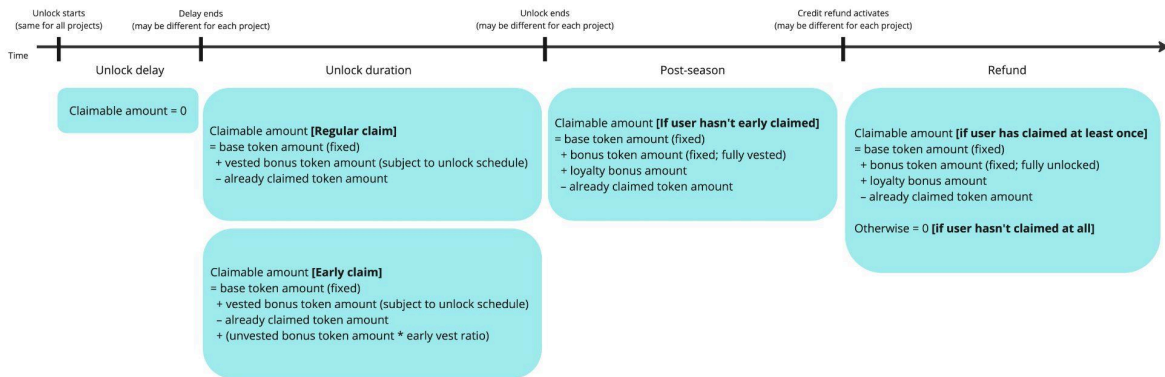 Unlock starts
(same for all projects)
Delay ends
(may be different for each project)
Unlock ends
(may be different for each project)
Credit refund activates
(may be different for each project)
Time
Unlock delay
Unlock duration
Post-season
Refund
Claimable amount = 0
Claimable amount [Regular claim]
= base token amount (fixed)
+ vested bonus token amount (subject to unlock schedule)
– already claimed token amount
Claimable amount [Early claim]
= base token amount (fixed)
+ vested bonus token amount (subject to unlock schedule)
– already claimed token amount
+ (unvested bonus token amount * early vest ratio)
Claimable amount [If user hasn't early claimed]
= base token amount (fixed)
+ bonus token amount (fixed; fully vested)
+ loyalty bonus amount
– already claimed token amount
Claimable amount [if user has claimed at least once]
= base token amount (fixed)
+ bonus token amount (fixed; fully unlocked)
+ loyalty bonus amount
– already claimed token amount
Otherwise = 0 [if user hasn't claimed at all]